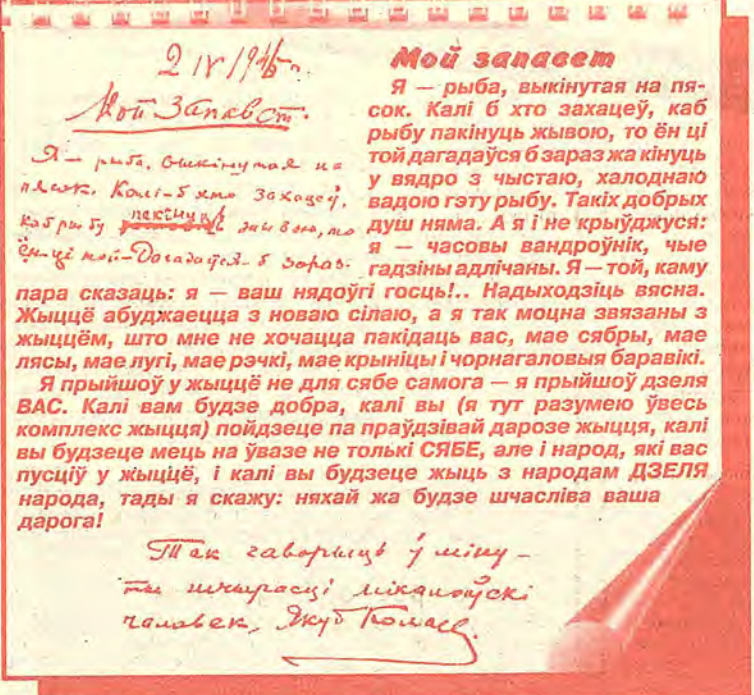 2 IV 1946 г.
Мой Запавет.
Я — рыба, выкінутая на
пясок. Калі-б хто захацеў,
каб рыбу пакінуць жывою, то
ён-ці той-дагадаўся-б зараз-
Мой запавет
Я — рыба, выкінутая на пя-
сок. Калі б хто захацеў, каб
рыбу пакінуць жывою, то ён ці
той дагадаўся б зараз жа кінуць
у вядро з чыстаю, халоднаю
вадою гэту рыбу. Такіх добрых
душ няма. А я і не крыўджуся:
я — часовы вандроўнік, чые
гадзіны адлічаны. Я — той, каму
пара сказаць: я — ваш нядоўгі госць!.. Надыходзіць вясна.
Жыццё абуджаецца з новаю сілаю, а я так моцна звязаны з
жыццём, што мне не хочацца пакідаць вас, мае сябры, мае
лясы, мае лугі, мае рэчкі, мае крыніцы і чорнагаловыя баравікі.
Я прыйшоў у жыццё не для сябе самога — я прыйшоў дзеля
ВАС. Калі вам будзе добра, калі вы (я тут разумею ўвесь
комплекс жыцця) пойдзеце па праўдзівай дарозе жыцця, калі
вы будзеце мець на ўвазе не толькі СЯБЕ, але і народ, які вас
пусціў у жыццё, і калі вы будзеце жыць з народам ДЗЕЛЯ
народа, тады я скажу: няхай жа будзе шчасліва ваша
дарога!
Так гаворыць ў міну-
ты шчырасці міканоўскі
чалавек, Якуб Колас.